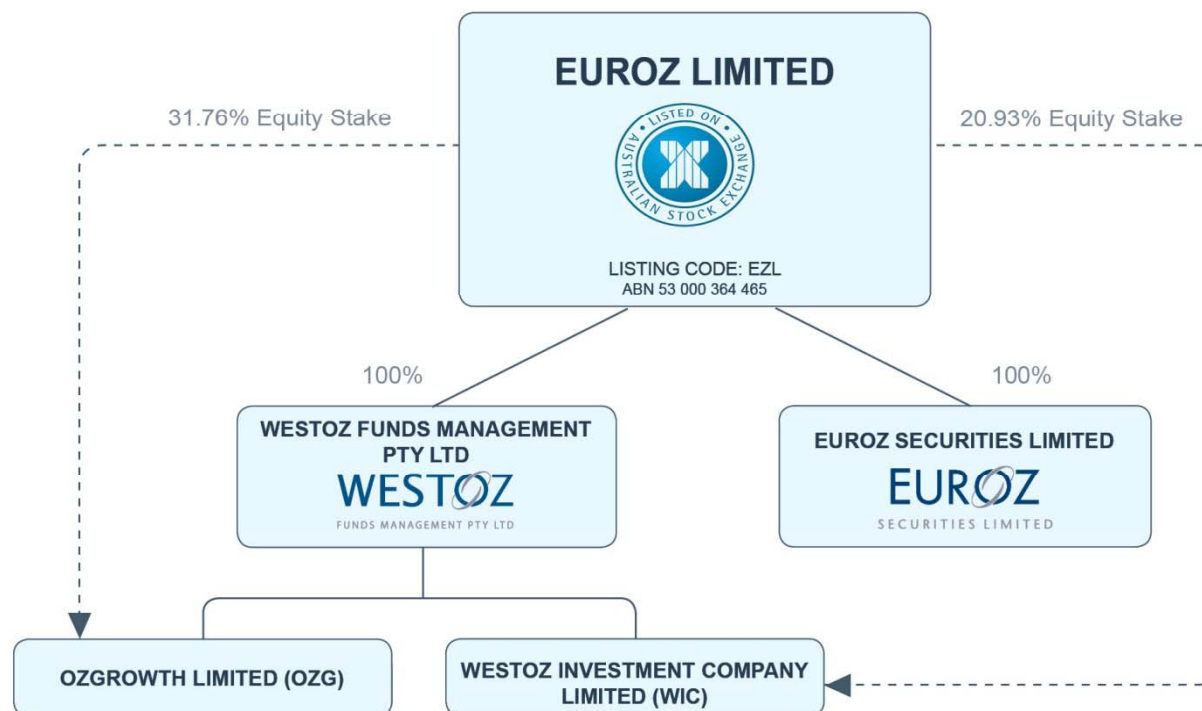 EUROZ LIMITED
31.76% Equity Stake
20.93% Equity Stake
• LISTED ON •
AUSTRALIAN STOCK EXCHANGE
LISTING CODE: EZL
ABN 53 000 364 465
100%
100%
WESTOZ FUNDS MANAGEMENT
PTY LTD
WESTOZ
FUNDS MANAGEMENT PTY LTD
EUROZ SECURITIES LIMITED
EUROZ
SECURITIES LIMITED
OZGROWTH LIMITED (OZG)
WESTOZ INVESTMENT COMPANY
LIMITED (WIC)